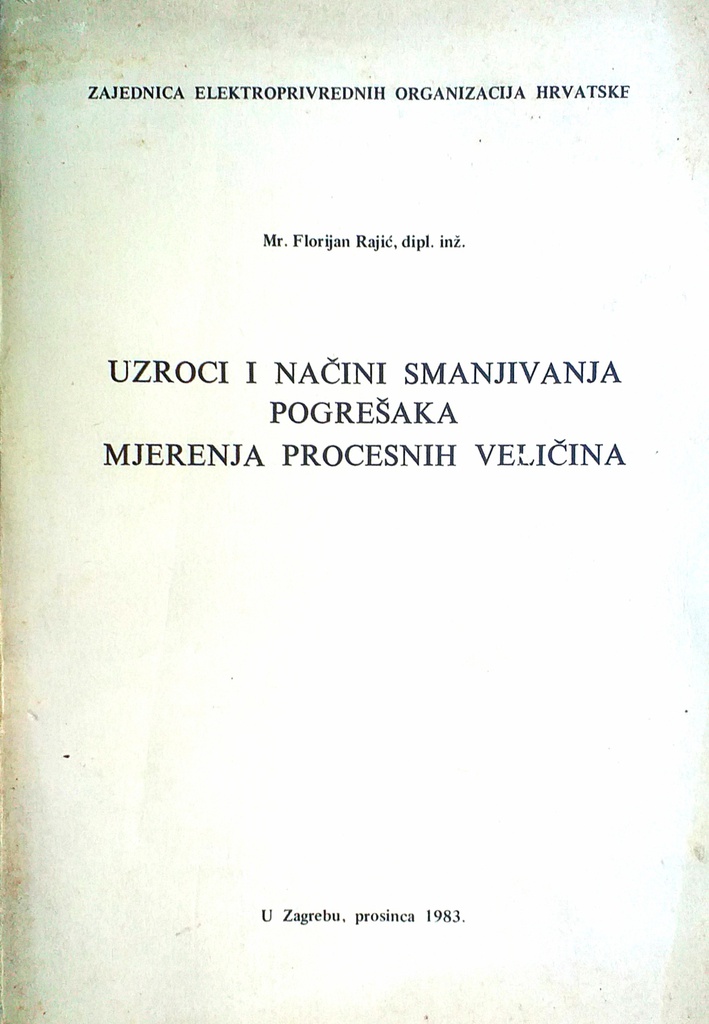 ZAJEDNICA ELEKTROPRIVREDNIH ORGANIZACIJA HRVATSKE
Mr. Florijan Rajić, dipl. inž.
UZROCI I NAČINI SMANJIVANJA
POGREŠAKA
MJERENJA PROCESNIH VELIČINA
U Zagrebu, prosinca 1983.